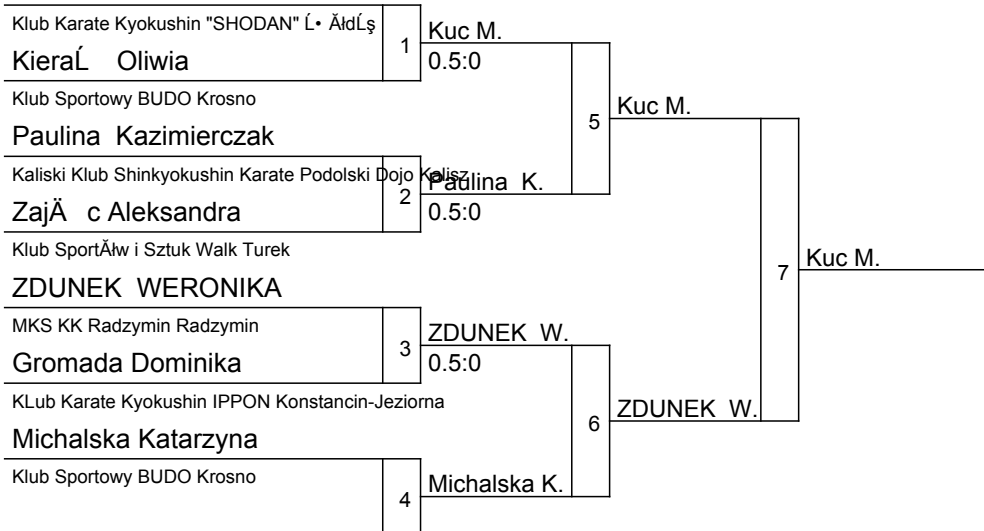 Klub Karate Kyokushin "SHODAN" Ĺ• ĂłdĹş
1
Kuc M.
KieraĹ Oliwia
0.5:0
Klub Sportowy BUDO Krosno
5
Kuc M.
Paulina Kazimierczak
Kaliski Klub Shinkyokushin Karate Podolski Dojo Kalisz
2
Paulina K.
ZajÄ c Aleksandra
0.5:0
Klub SportĂłw i Sztuk Walk Turek
7
Kuc M.
ZDUNEK WERONIKA
MKS KK Radzymin Radzymin
3
ZDUNEK W.
Gromada Dominika
0.5:0
KLub Karate Kyokushin IPPON Konstancin-Jeziorna
6
ZDUNEK W.
Michalska Katarzyna
Klub Sportowy BUDO Krosno
4
Michalska K.